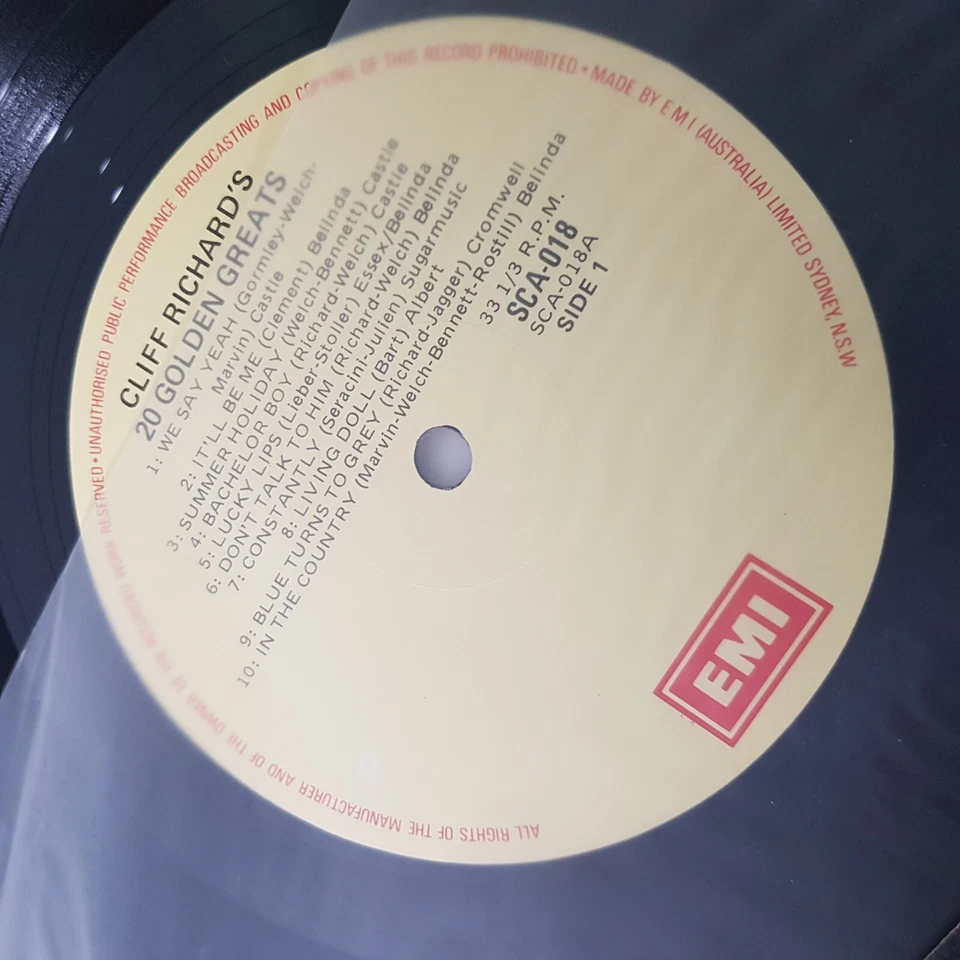 CLIFF RICHARD'S
20 GOLDEN GREATS
1: WE SAY YEAH (Gormley-Welch-
Marvin) Castle
2: IT'LL BE ME (Clement) Belinda
3: SUMMER HOLIDAY (Welch-Bennett) Castle
4: BACHELOR BOY (Richard-Welch) Castle
5: LUCKY LIPS (Lieber-Stoller) Essex/Belinda
6: DON'T TALK TO HIM (Richard-Welch) Belinda
7: CONSTANTLY (Seracini-Julien) Sugarmusic
8: LIVING DOLL (Bart) Albert
9: BLUE TURNS TO GREY (Richard-Jagger) Cromwell
10: IN THE COUNTRY (Marvin-Welch-Bennett-Rostill) Belinda
33 1/3 R.P.M.
SCA-018
SCA-018A
SIDE 1
EMI
ALL RIGHTS OF THE MANUFACTURER AND OF THE OWNER OF THE RECORDED WORK RESERVED • UNAUTHORISED PUBLIC PERFORMANCE BROADCASTING AND COPYING OF THIS RECORD PROHIBITED • MADE BY E M I (AUSTRALIA) LIMITED SYDNEY, N.S.W